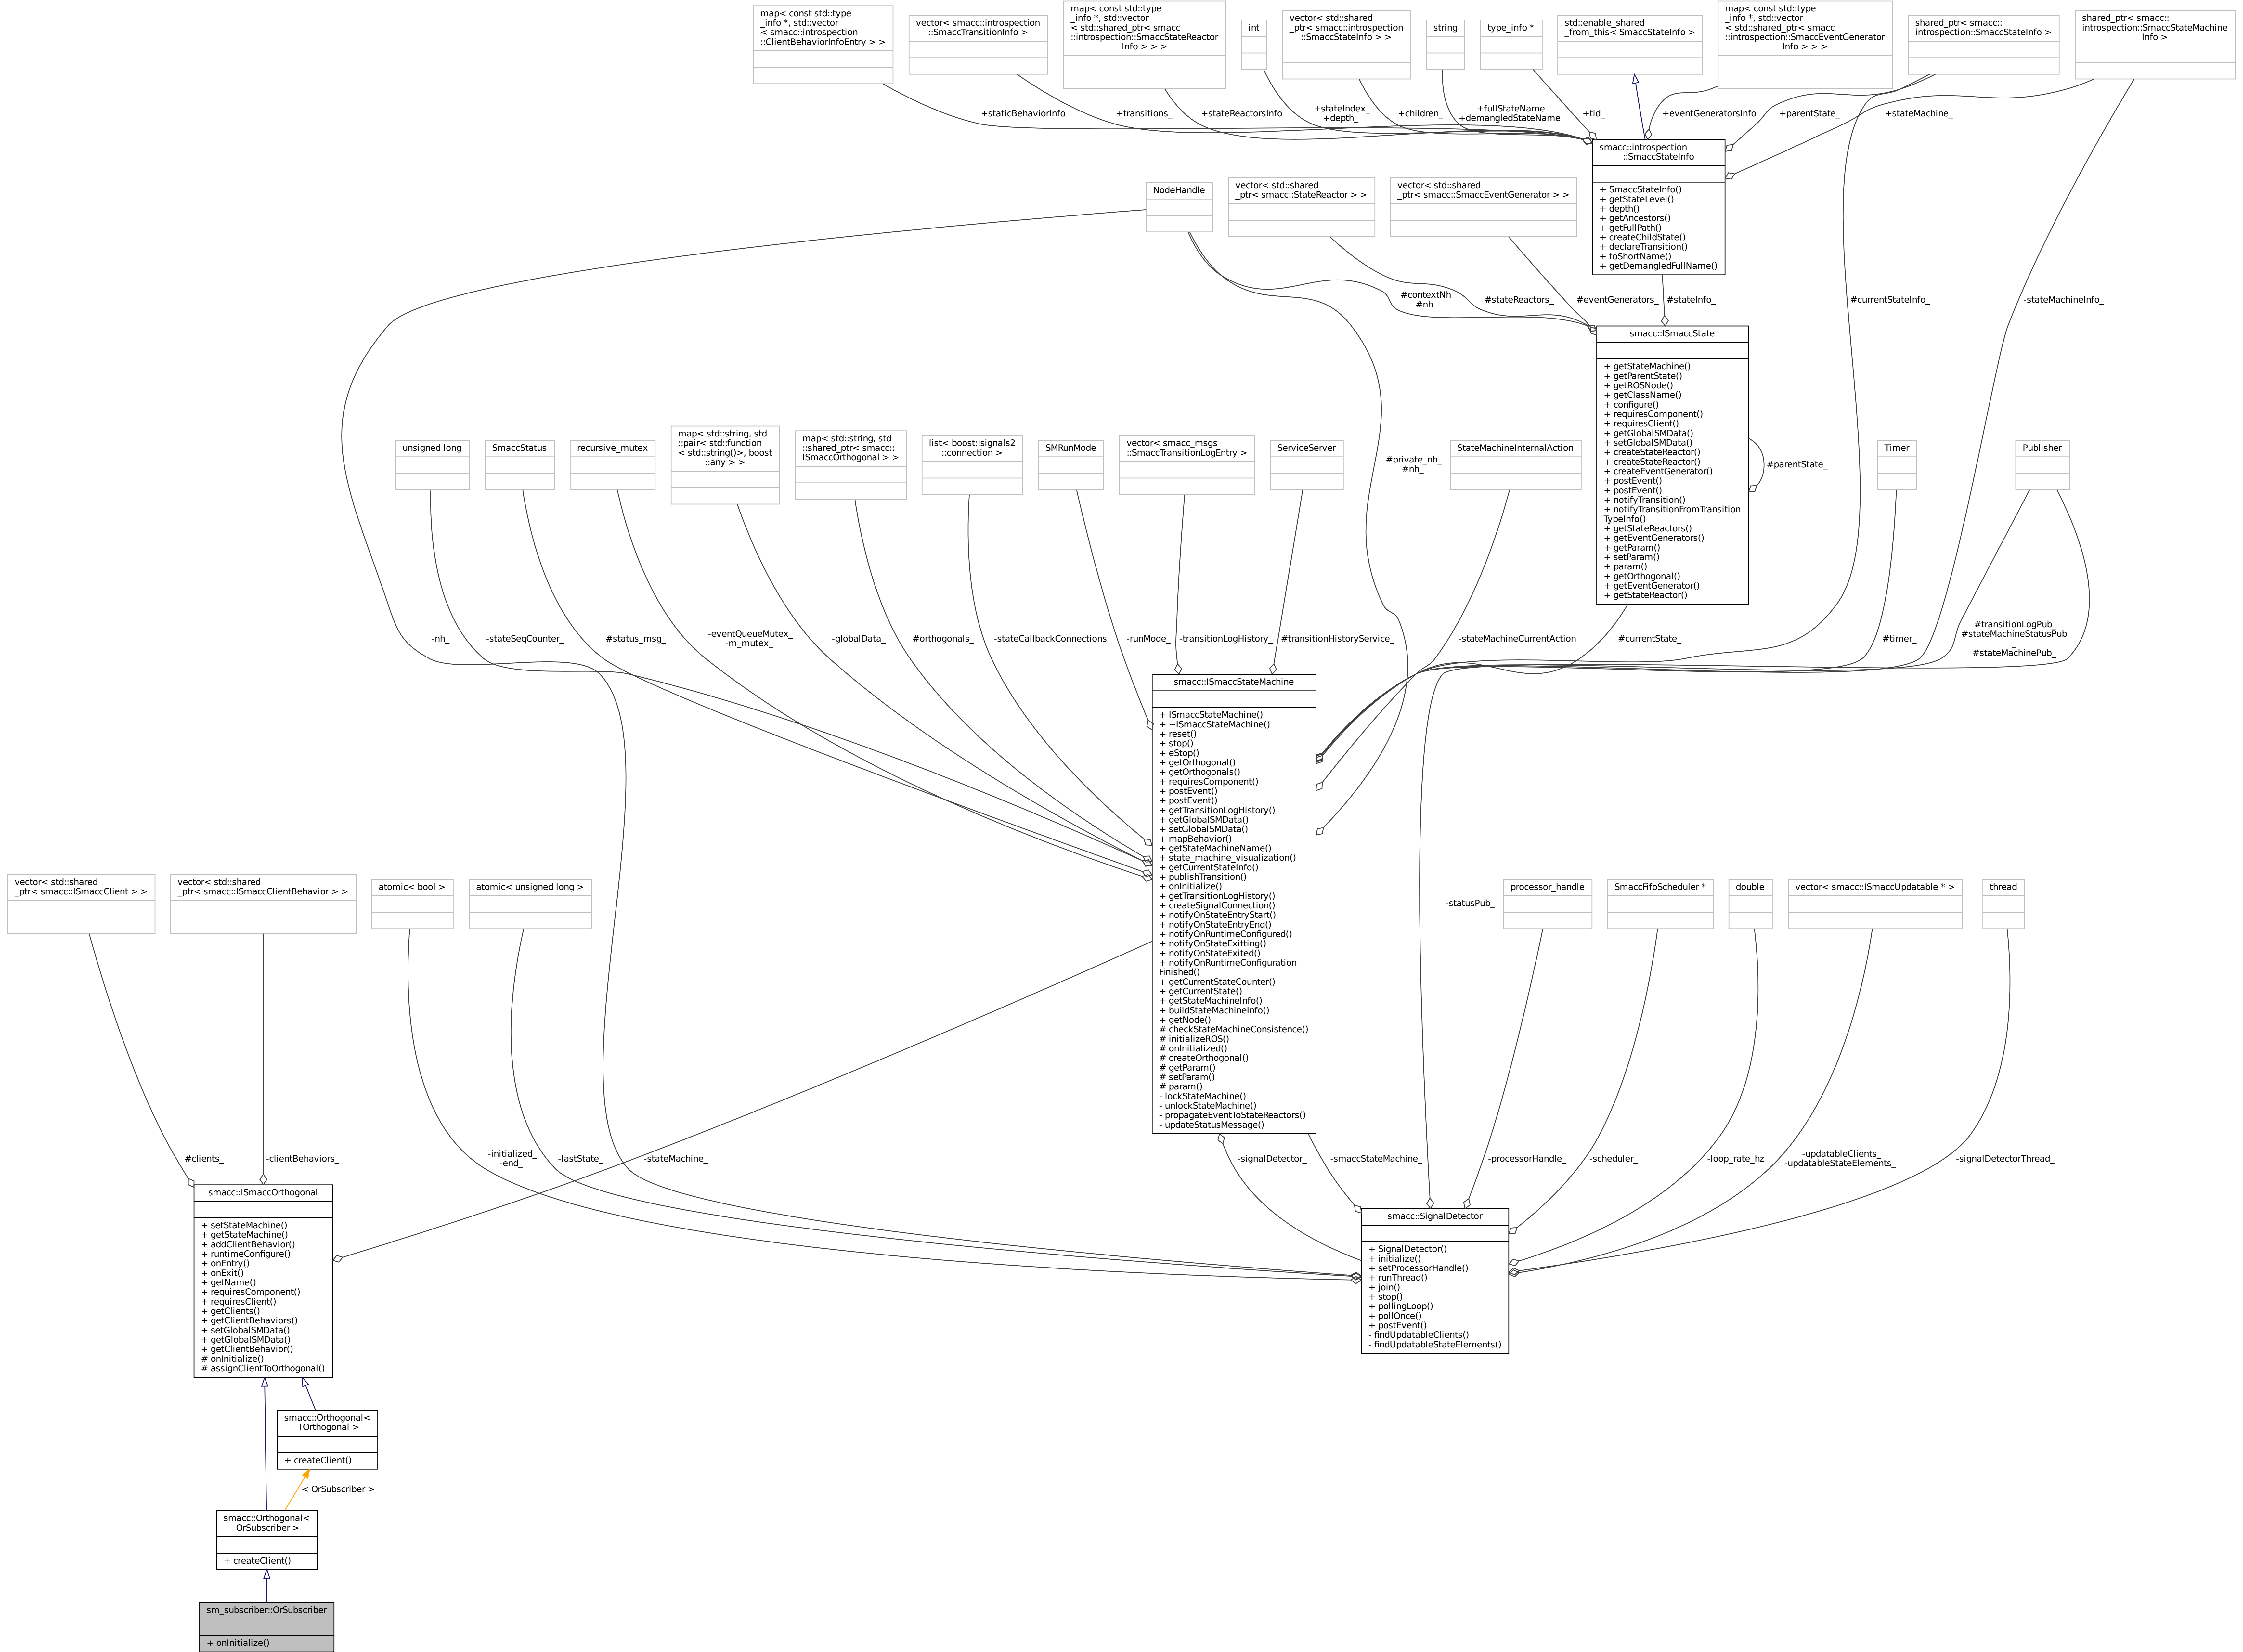 map< const std::type
_info *, std::vector
< smacc::introspection
::ClientBehaviorInfoEntry > >
vector< smacc::introspection
::SmaccTransitionInfo >
map< const std::type
_info *, std::vector
< std::shared_ptr< smacc
::introspection::SmaccStateReactor
Info > > >
int
vector< std::shared
_ptr< smacc::introspection
::SmaccStateInfo > >
string
type_info *
std::enable_shared
_from_this< SmaccStateInfo >
map< const std::type
_info *, std::vector
< std::shared_ptr< smacc
::introspection::SmaccEventGenerator
Info > > >
shared_ptr< smacc::
introspection::SmaccStateInfo >
shared_ptr< smacc::
introspection::SmaccStateMachine
Info >
+staticBehaviorInfo
+transitions_
+stateReactorsInfo
+stateIndex_
+depth_
+children_
+fullStateName
+demangledStateName
+tid_
+eventGeneratorsInfo
+parentState_
+stateMachine_
smacc::introspection
::SmaccStateInfo
+ SmaccStateInfo()
+ getStateLevel()
+ depth()
+ getAncestors()
+ getFullPath()
+ createChildState()
+ declareTransition()
+ toShortName()
+ getDemangledFullName()
NodeHandle
vector< std::shared
_ptr< smacc::StateReactor > >
vector< std::shared
_ptr< smacc::SmaccEventGenerator > >
#contextNh
#nh
#stateReactors_
#eventGenerators_
#stateInfo_
#currentStateInfo_
-stateMachineInfo_
smacc::ISmaccState
+ getStateMachine()
+ getParentState()
+ getROSNode()
+ getClassName()
+ configure()
+ requiresComponent()
+ requiresClient()
+ getGlobalSMData()
+ setGlobalSMData()
+ createStateReactor()
+ createStateReactor()
+ createEventGenerator()
+ postEvent()
+ postEvent()
+ notifyTransition()
+ notifyTransitionFromTransition
TypeInfo()
+ getStateReactors()
+ getEventGenerators()
+ getParam()
+ setParam()
+ param()
+ getOrthogonal()
+ getEventGenerator()
+ getStateReactor()
#parentState_
unsigned long
SmaccStatus
recursive_mutex
map< std::string, std
::pair< std::function
< std::string()>, boost
::any > >
map< std::string, std
::shared_ptr< smacc::
ISmaccOrthogonal > >
list< boost::signals2
::connection >
SMRunMode
vector< smacc_msgs
::SmaccTransitionLogEntry >
ServiceServer
#private_nh_
#nh_
StateMachineInternalAction
Timer
Publisher
-nh_
-stateSeqCounter_
#status_msg_
-eventQueueMutex_
-m_mutex_
-globalData_
#orthogonals_
-stateCallbackConnections
-runMode_
-transitionLogHistory_
#transitionHistoryService_
-stateMachineCurrentAction
#currentState_
#timer_
#transitionLogPub_
#stateMachineStatusPub
_
#stateMachinePub_
smacc::ISmaccStateMachine
+ ISmaccStateMachine()
+ ~ISmaccStateMachine()
+ reset()
+ stop()
+ eStop()
+ getOrthogonal()
+ getOrthogonals()
+ requiresComponent()
+ postEvent()
+ postEvent()
+ getTransitionLogHistory()
+ getGlobalSMData()
+ setGlobalSMData()
+ mapBehavior()
+ getStateMachineName()
+ state_machine_visualization()
+ getCurrentStateInfo()
+ publishTransition()
+ onInitialize()
+ getTransitionLogHistory()
+ createSignalConnection()
+ notifyOnStateEntryStart()
+ notifyOnStateEntryEnd()
+ notifyOnRuntimeConfigured()
+ notifyOnStateExitting()
+ notifyOnStateExited()
+ notifyOnRuntimeConfiguration
Finished()
+ getCurrentStateCounter()
+ getCurrentState()
+ getStateMachineInfo()
+ buildStateMachineInfo()
+ getNode()
# checkStateMachineConsistence()
# initializeROS()
# onInitialized()
# createOrthogonal()
# getParam()
# setParam()
# param()
- lockStateMachine()
- unlockStateMachine()
- propagateEventToStateReactors()
- updateStatusMessage()
vector< std::shared
_ptr< smacc::ISmaccClient > >
vector< std::shared
_ptr< smacc::ISmaccClientBehavior > >
atomic< bool >
atomic< unsigned long >
-statusPub_
processor_handle
SmaccFifoScheduler *
double
vector< smacc::ISmaccUpdatable * >
thread
#clients_
-clientBehaviors_
-initialized_
-end_
-lastState_
-stateMachine_
-signalDetector_
-smaccStateMachine_
-processorHandle_
-scheduler_
-loop_rate_hz
-updatableClients_
-updatableStateElements_
-signalDetectorThread_
smacc::ISmaccOrthogonal
+ setStateMachine()
+ getStateMachine()
+ addClientBehavior()
+ runtimeConfigure()
+ onEntry()
+ onExit()
+ getName()
+ requiresComponent()
+ requiresClient()
+ getClients()
+ getClientBehaviors()
+ setGlobalSMData()
+ getGlobalSMData()
+ getClientBehavior()
# onInitialize()
# assignClientToOrthogonal()
smacc::SignalDetector
+ SignalDetector()
+ initialize()
+ setProcessorHandle()
+ runThread()
+ join()
+ stop()
+ pollingLoop()
+ pollOnce()
+ postEvent()
- findUpdatableClients()
- findUpdatableStateElements()
smacc::Orthogonal<
TOrthogonal >
+ createClient()
< OrSubscriber >
smacc::Orthogonal<
OrSubscriber >
+ createClient()
sm_subscriber::OrSubscriber
+ onInitialize()